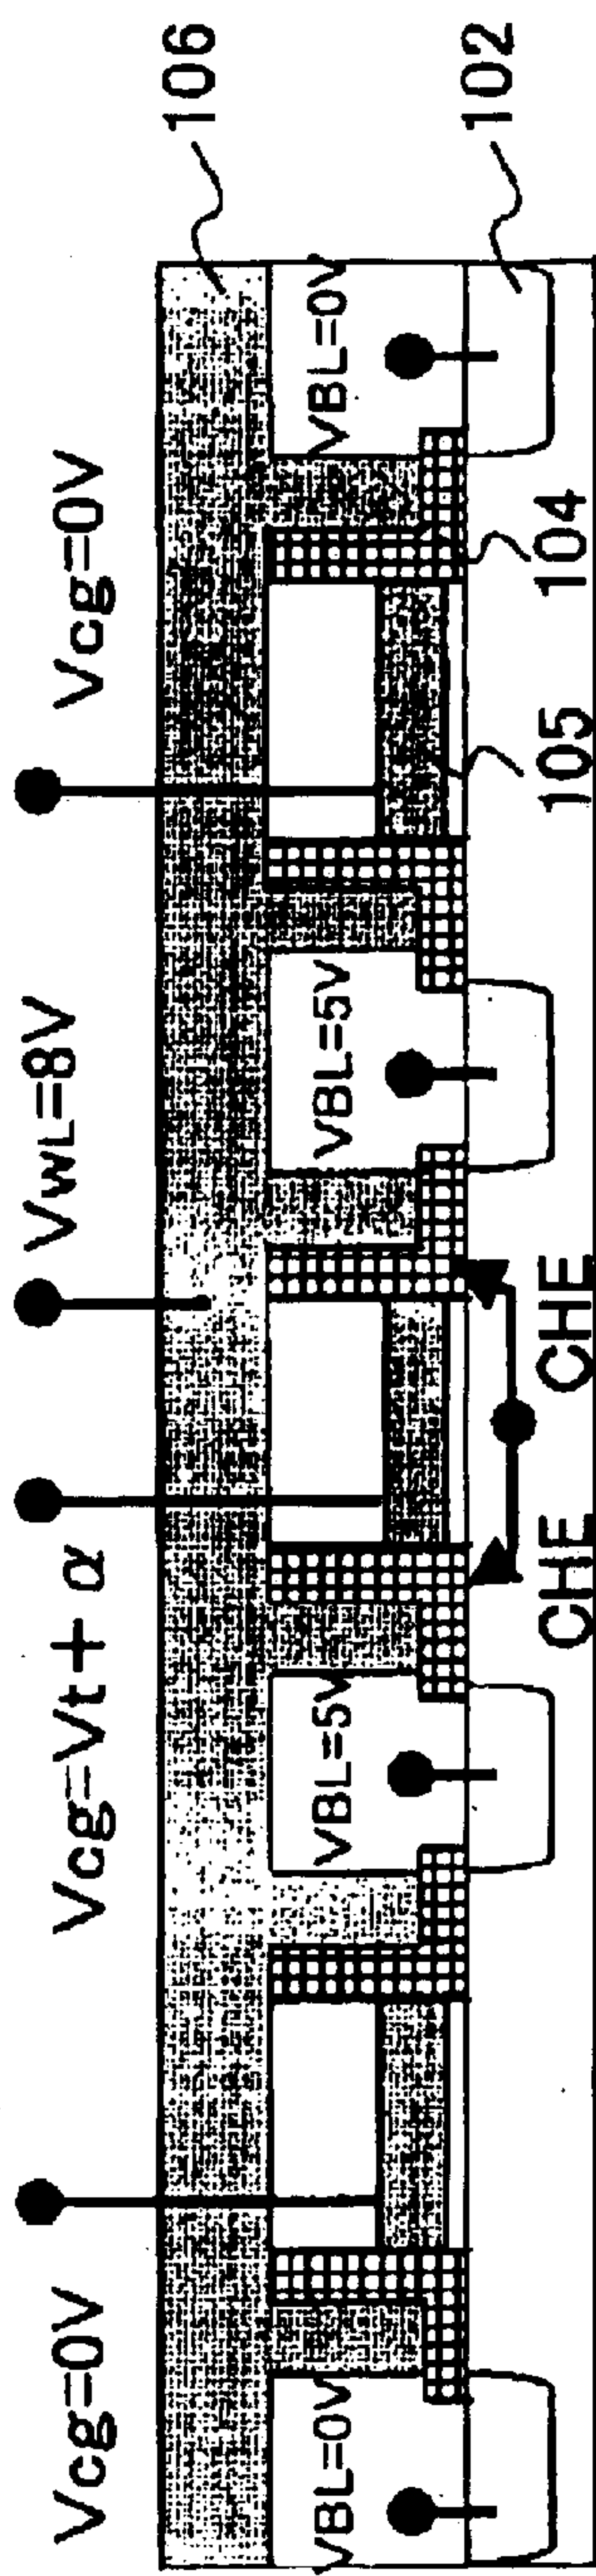 Vcg=0V
Vcg=Vt+α
VWL=8V
Vcg=0V
106
VBL=0V
VBL=5V
VBL=5V
VBL=0V
102
CHE
CHE
105
104